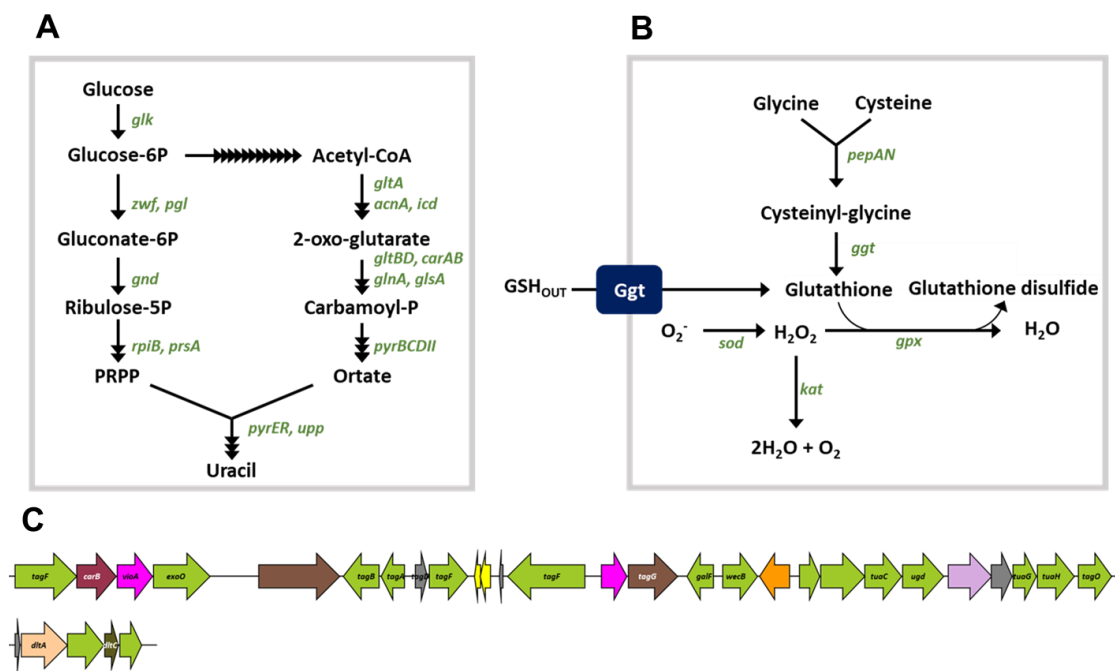 A
Glucose
glk
Glucose-6P
Acetyl-CoA
gltA
acnA, icd
zwf, pgl
Gluconate-6P
2-oxo-glutarate
gltBD, carAB
glnA, glsA
gnd
Ribulose-5P
Carbamoyl-P
rpiB, prsA
pyrBCDII
PRPP
Ortate
pyrER, upp
Uracil
B
Glycine
Cysteine
pepAN
Cysteinyl-glycine
ggt
GSHOUT
Ggt
Glutathione
Glutathione disulfide
O2-
sod
H2O2
gpx
H2O
kat
2H2O + O2
C
tagF carB viaA exoO tagB tagA tagD tagF tagF tagG galF wecB tuaC ugd tuaG tuaH tagO
dltA dltC